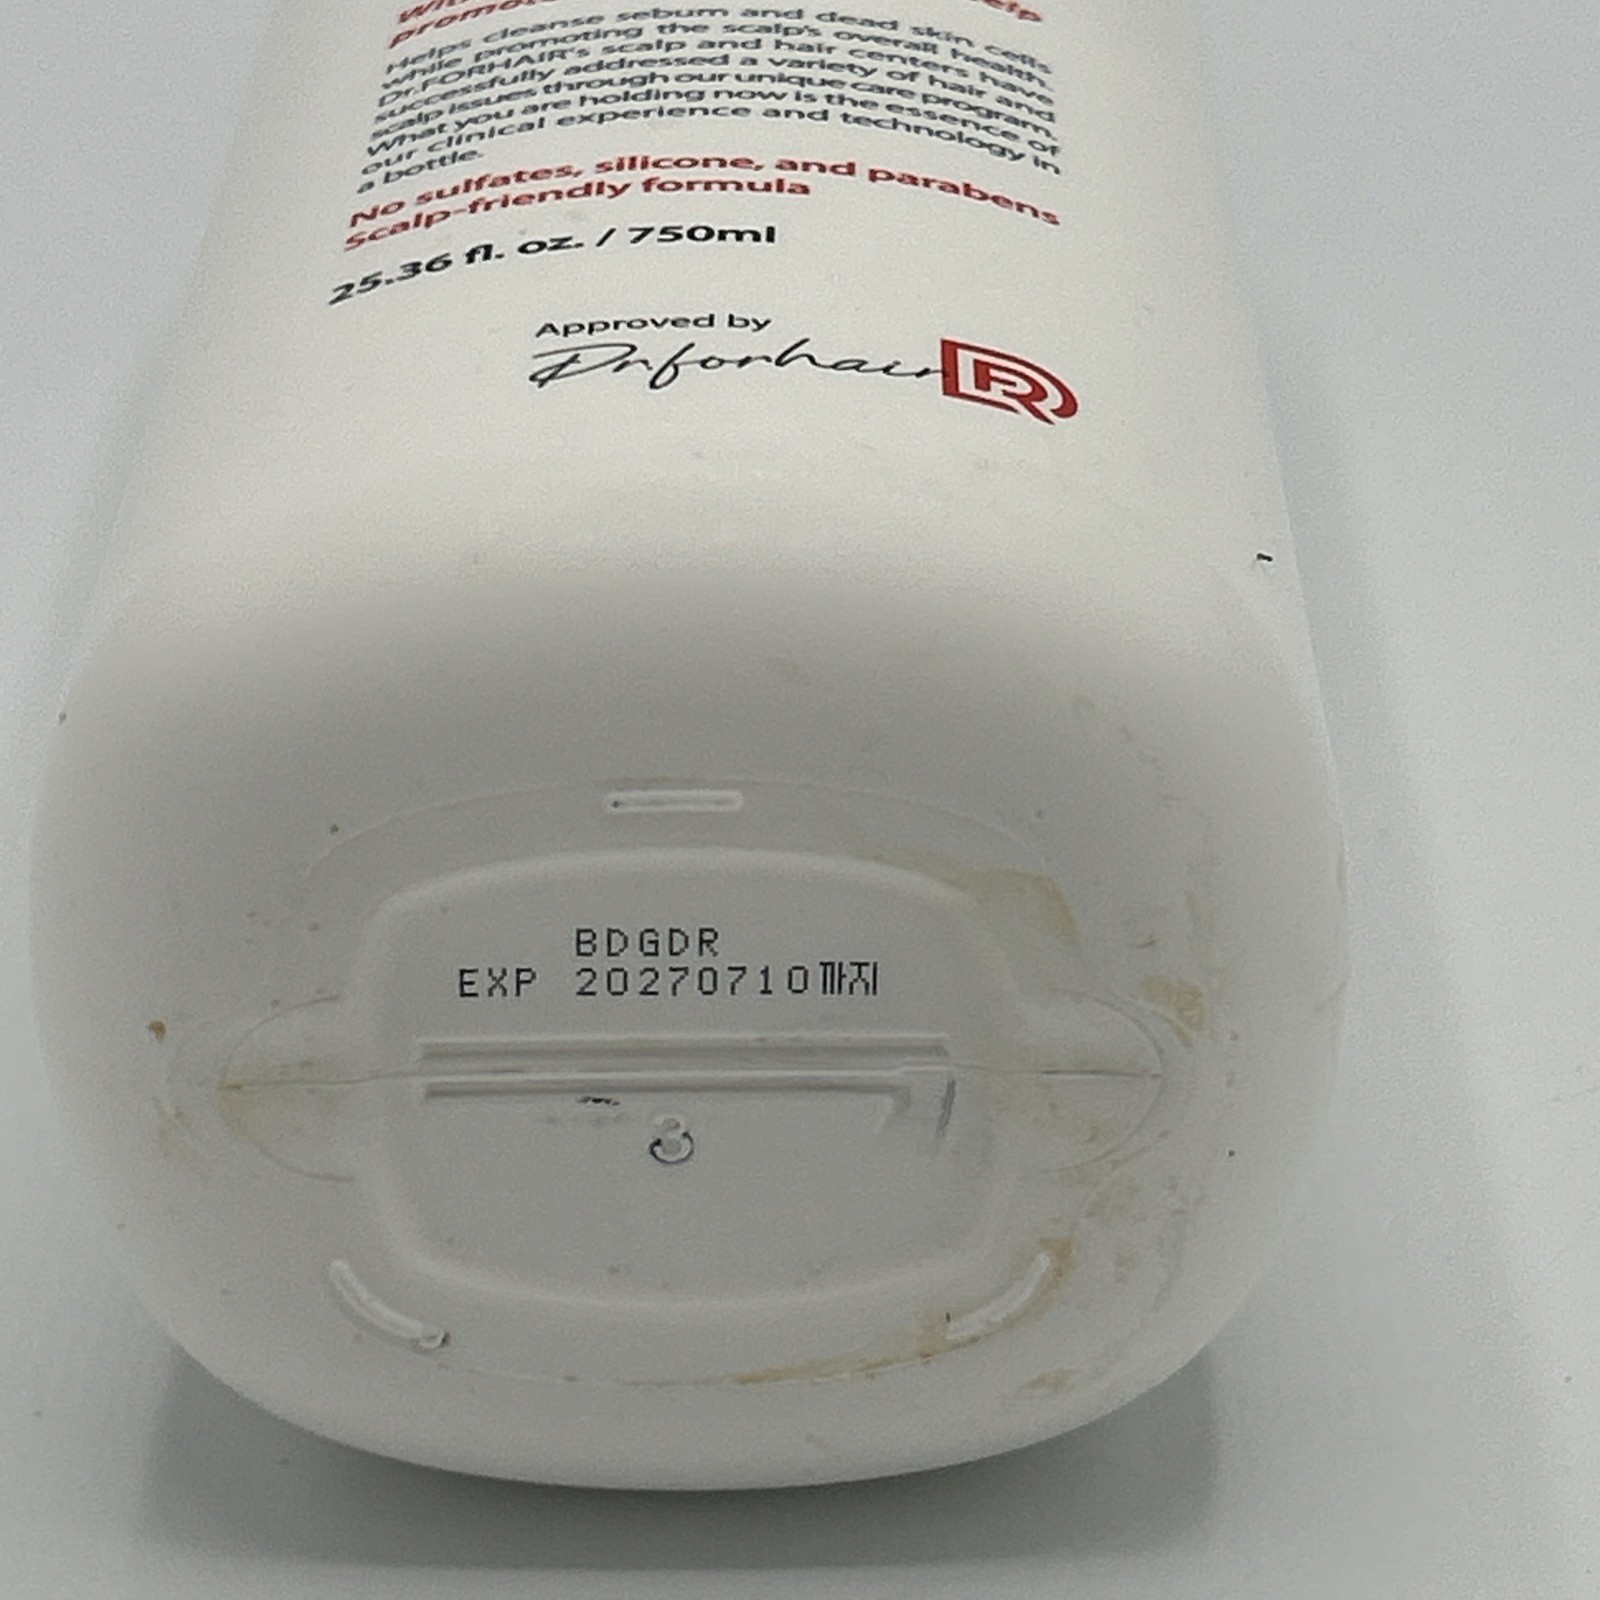 promo
Helps cleanse sebum and dead skin cells
while promoting the scalp's overall health.
Dr.FORHAIR's scalp and hair centers have
successfully addressed a variety of hair and
scalp issues through our unique care program.
What you are holding now is the essence of
our clinical experience and technology in
a bottle.
No sulfates, silicone, and parabens
Scalp-friendly formula
25.36 fl. oz. / 750ml
Approved by
Dr.forhair
BDGDR
EXP 20270710까지
3